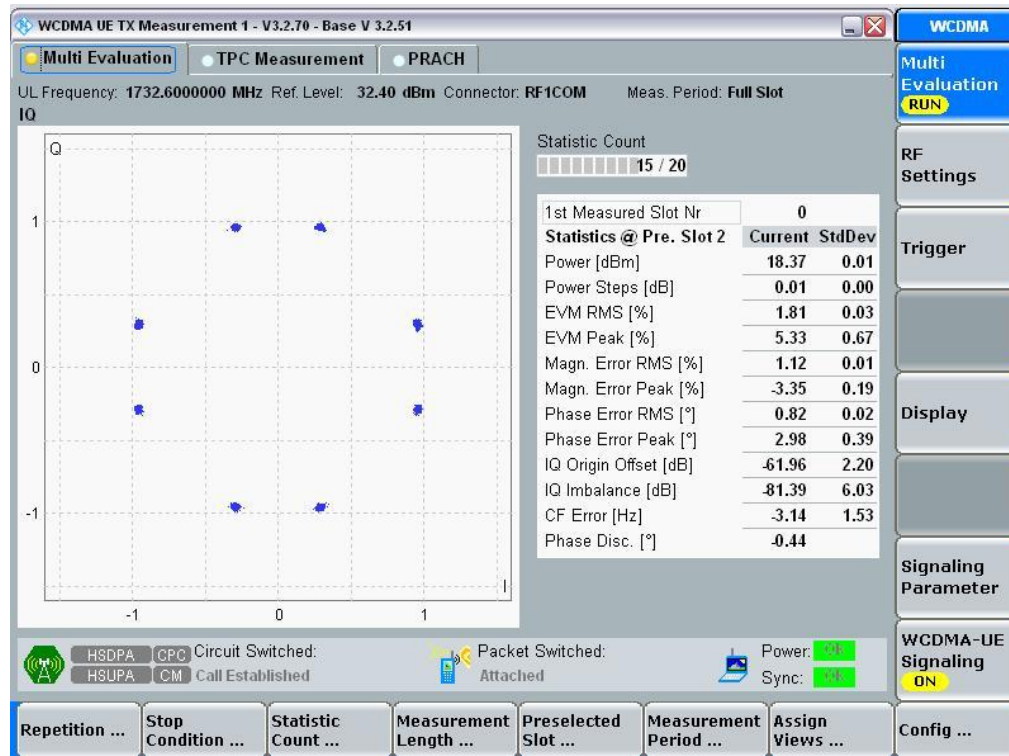 WCDMA UE TX Measurement 1 - V3.2.70 - Base V 3.2.51
WCDMA
Multi Evaluation
TPC Measurement
PRACH
Multi
Evaluation
RUN
UL Frequency: 1732.6000000 MHz Ref. Level: 32.40 dBm Connector: RF1COM Meas. Period: Full Slot
IQ
Q
1
0
-1
-1 0 1
I
Statistic Count
15 / 20
1st Measured Slot Nr 0
Statistics @ Pre. Slot 2 Current StdDev
Power [dBm] 18.37 0.01
Power Steps [dB] 0.01 0.00
EVM RMS [%] 1.81 0.03
EVM Peak [%] 5.33 0.67
Magn. Error RMS [%] 1.12 0.01
Magn. Error Peak [%] -3.35 0.19
Phase Error RMS [°] 0.82 0.02
Phase Error Peak [°] 2.98 0.39
IQ Origin Offset [dB] -61.96 2.20
IQ Imbalance [dB] -81.39 6.03
CF Error [Hz] -3.14 1.53
Phase Disc. [°] -0.44
RF
Settings
Trigger
Display
Signaling
Parameter
WCDMA-UE
Signaling
ON
HSDPA CPC Circuit Switched:
HSUPA CM Call Established
Packet Switched:
Attached
Power: OK
Sync: OK
Repetition ...
Stop
Condition ...
Statistic
Count ...
Measurement
Length ...
Preselected
Slot ...
Measurement
Period ...
Assign
Views ...
Config ...